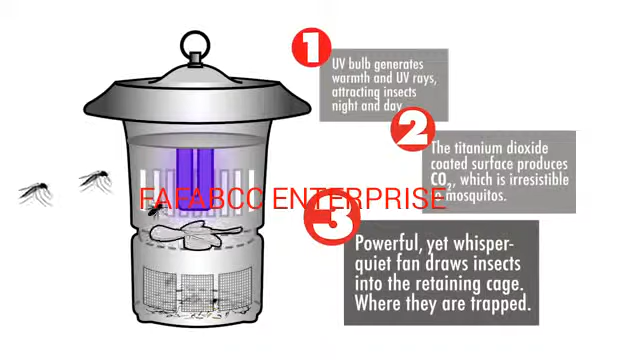 1
UV bulb generates
warmth and UV rays,
attracting insects
night and day
2
The titanium dioxide
coated surface produces
CO2, which is irresistible
mosquitos.
FAFABCC ENTERPRISE
3
Powerful, yet whisper-
quiet fan draws insects
into the retaining cage.
Where they are trapped.